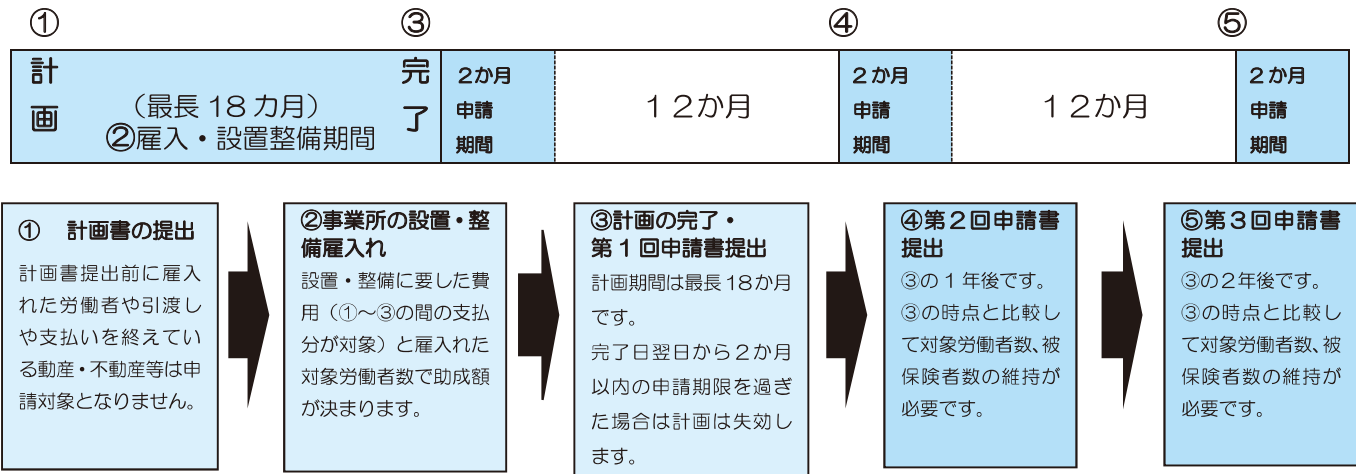 ①
③
④
⑤
計画
(最長 18 カ月)
②雇入・設置整備期間
完了
2か月
申請
期間
12か月
2か月
申請
期間
12か月
2か月
申請
期間
① 計画書の提出
計画書提出前に雇入
れた労働者や引渡し
や支払いを終えてい
る動産・不動産等は申
請対象となりません。
②事業所の設置・整
備雇入れ
設置・整備に要した費
用(①～③の間の支払
分が対象)と雇入れた
対象労働者数で助成額
が決まります。
③計画の完了・
第1回申請書提出
計画期間は最長18か月
です。
完了日翌日から2か月
以内の申請期限を過ぎ
た場合は計画は失効し
ます。
④第2回申請書
提出
③の1年後です。
③の時点と比較し
て対象労働者数、被
保険者数の維持が
必要です。
⑤第3回申請書
提出
③の2年後です。
③の時点と比較し
て対象労働者数、被
保険者数の維持が
必要です。